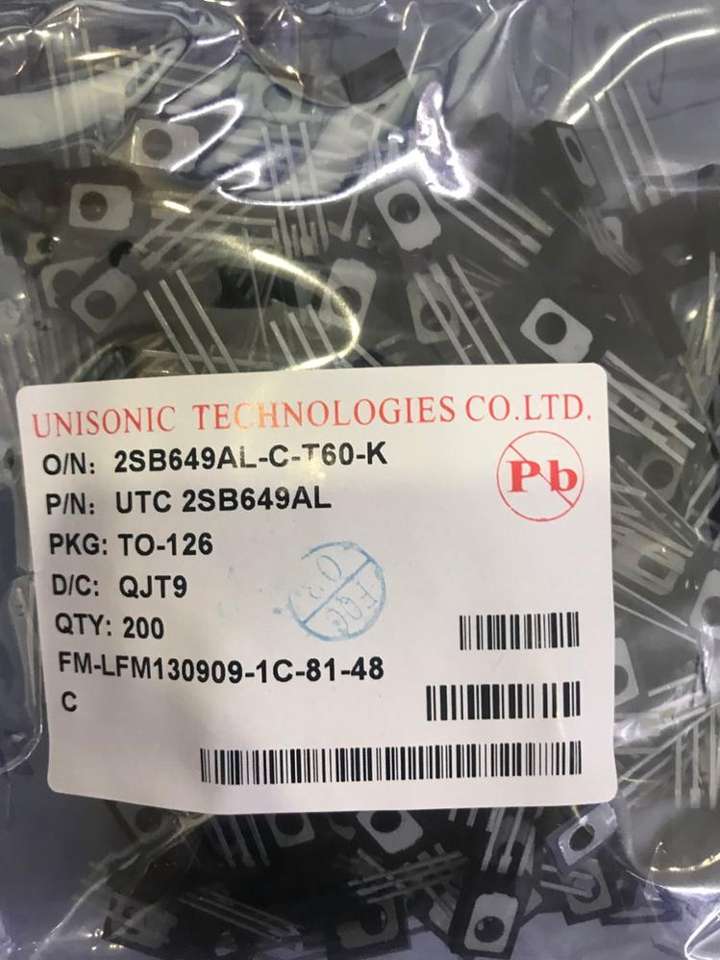 UNISONIC TECHNOLOGIES CO.LTD.
O/N: 2SB649AL-C-T60-K
Pb
P/N: UTC 2SB649AL
PKG: TO-126
D/C: QJT9
QTY: 200
FM-LFM130909-1C-81-48
C